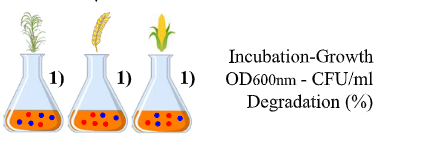 1) 1) 1)
Incubation-Growth
OD600nm - CFU/ml
Degradation (%)